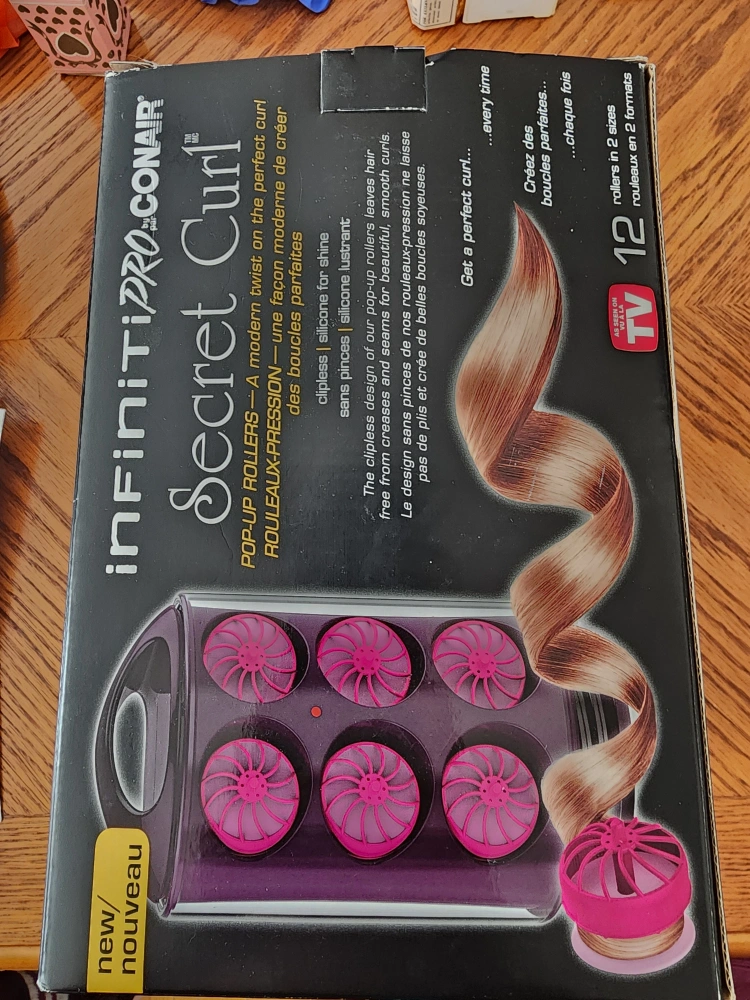 infiniTiPRO by
par CONAIR®
Secret Curl™
MC
POP-UP ROLLERS—A modern twist on the perfect curl
ROULEAUX-PRESSION—une façon moderne de créer
des boucles parfaites
clipless | silicone for shine
sans pinces | silicone lustrant
The clipless design of our pop-up rollers leaves hair
free from creases and seams for beautiful, smooth curls.
Le design sans pinces de nos rouleaux-pression ne laisse
pas de plis et crée de belles boucles soyeuses.
Get a perfect curl...
...every time
Créez des
boucles parfaites...
...chaque fois
AS SEEN ON
VU À LA
TV
12 rollers in 2 sizes
rouleaux en 2 formats
new/
nouveau